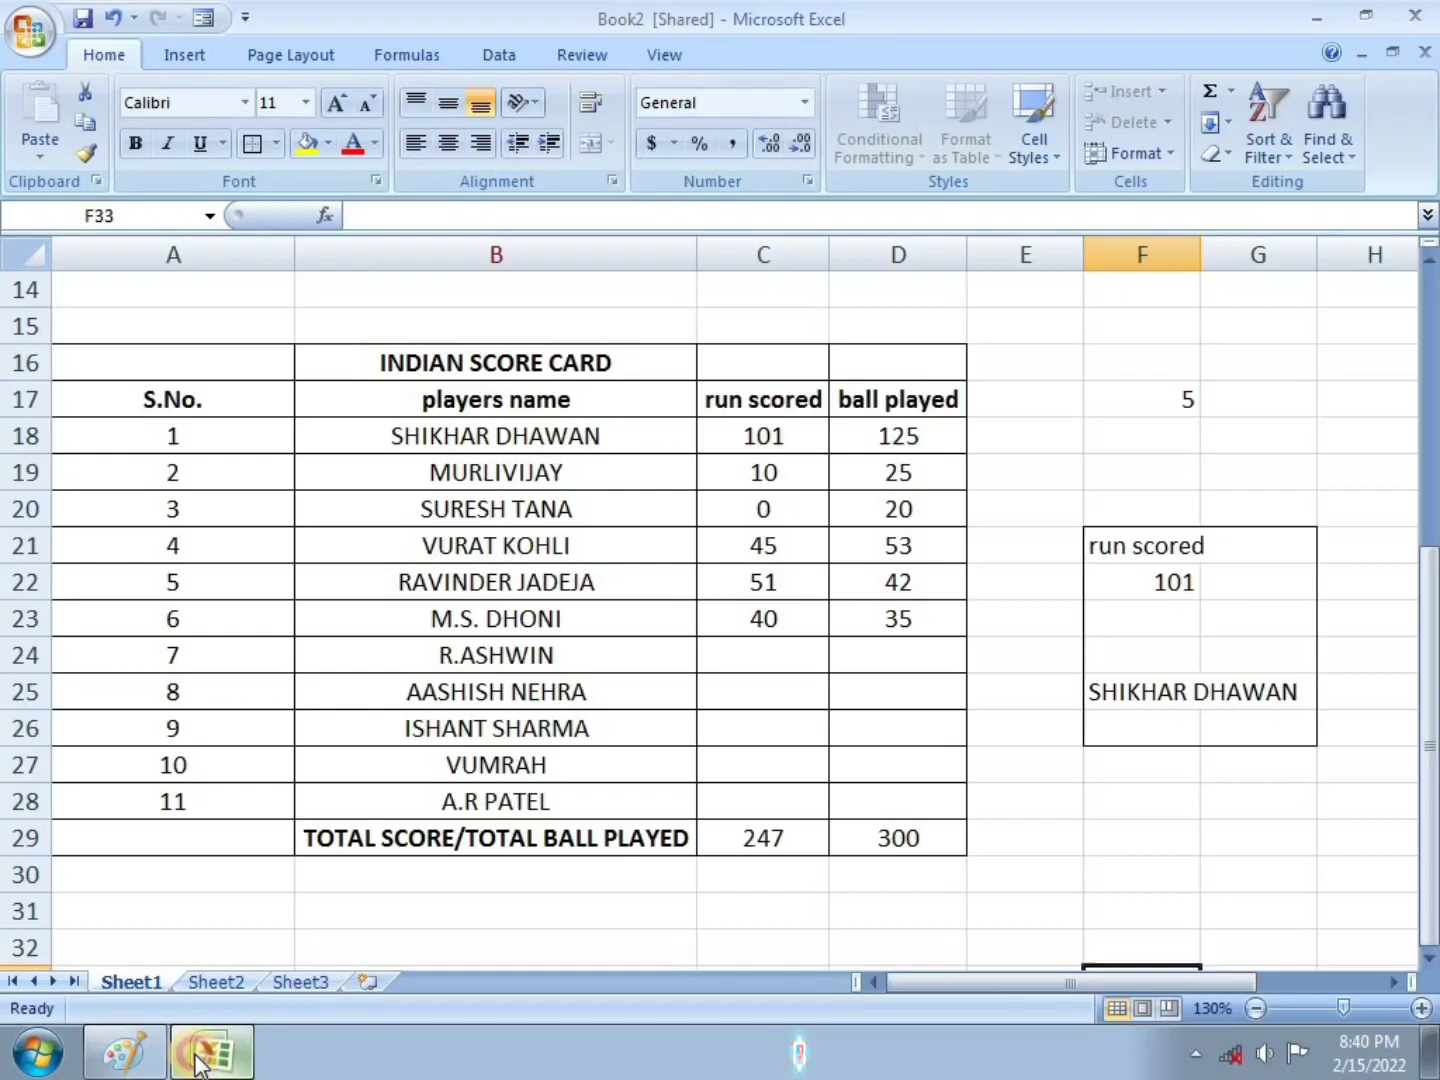 Book2 [Shared] - Microsoft Excel
Home Insert Page Layout Formulas Data Review View
Calibri 11 General Insert
Paste Conditional Format Cell Delete Sort & Find &
B I U $ % , Formatting as Table Styles Format Filter Select
Clipboard Font Alignment Number Styles Cells Editing
F33 fx
A B C D E F G H
14
15
16 INDIAN SCORE CARD
17 S.No. players name run scored ball played 5
18 1 SHIKHAR DHAWAN 101 125
19 2 MURLIVIJAY 10 25
20 3 SURESH TANA 0 20
21 4 VURAT KOHLI 45 53 run scored
22 5 RAVINDER JADEJA 51 42 101
23 6 M.S. DHONI 40 35
24 7 R.ASHWIN
25 8 AASHISH NEHRA SHIKHAR DHAWAN
26 9 ISHANT SHARMA
27 10 VUMRAH
28 11 A.R PATEL
29 TOTAL SCORE/TOTAL BALL PLAYED 247 300
30
31
32
Sheet1 Sheet2 Sheet3
Ready 130%
8:40 PM
2/15/2022